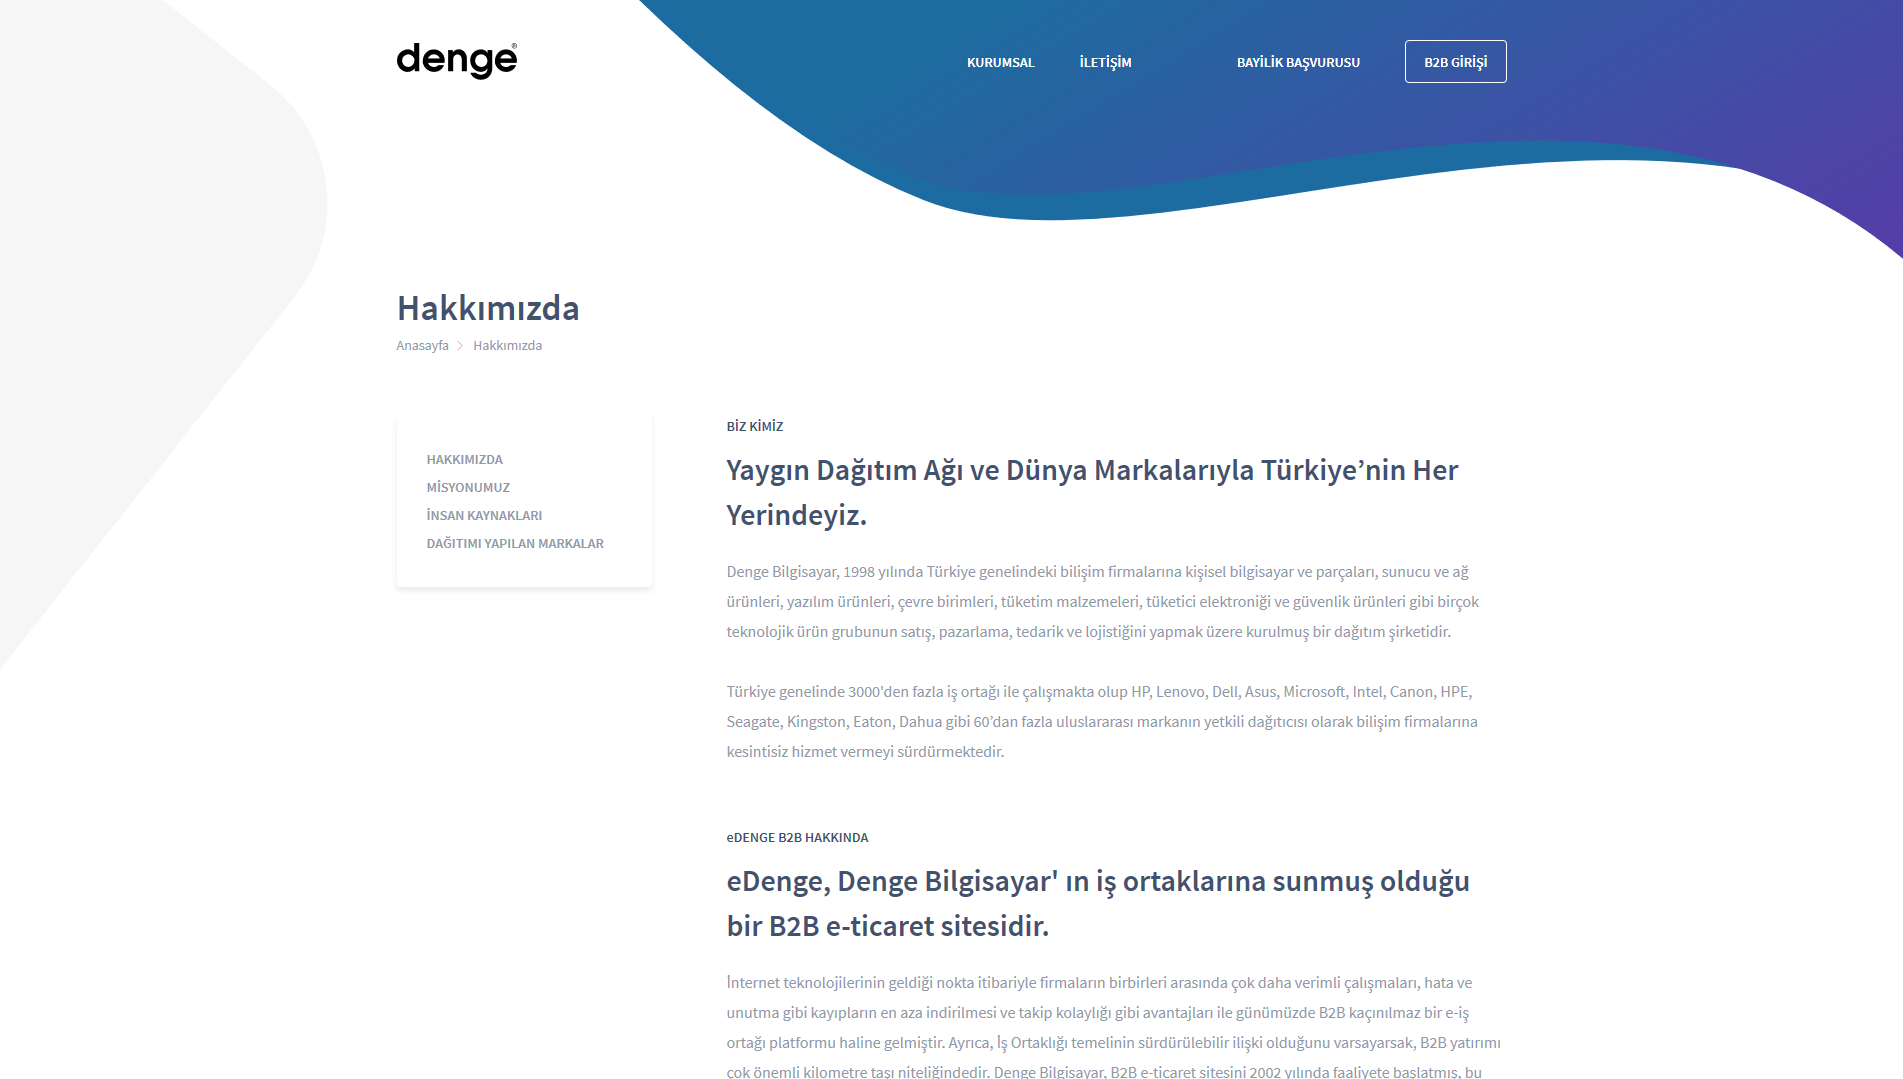 denge®
KURUMSAL
İLETİŞİM
BAYİLİK BAŞVURUSU
B2B GİRİŞİ
Hakkımızda
Anasayfa > Hakkımızda
HAKKIMIZDA
MİSYONUMUZ
İNSAN KAYNAKLARI
DAĞITIMI YAPILAN MARKALAR
BİZ KİMİZ
Yaygın Dağıtım Ağı ve Dünya Markalarıyla Türkiye’nin Her
Yerindeyiz.
Denge Bilgisayar, 1998 yılında Türkiye genelindeki bilişim firmalarına kişisel bilgisayar ve parçaları, sunucu ve ağ
ürünleri, yazılım ürünleri, çevre birimleri, tüketim malzemeleri, tüketici elektroniği ve güvenlik ürünleri gibi birçok
teknolojik ürün grubunun satış, pazarlama, tedarik ve lojistiğini yapmak üzere kurulmuş bir dağıtım şirketidir.
Türkiye genelinde 3000'den fazla iş ortağı ile çalışmakta olup HP, Lenovo, Dell, Asus, Microsoft, Intel, Canon, HPE,
Seagate, Kingston, Eaton, Dahua gibi 60’dan fazla uluslararası markanın yetkili dağıtıcısı olarak bilişim firmalarına
kesintisiz hizmet vermeyi sürdürmektedir.
eDENGE B2B HAKKINDA
eDenge, Denge Bilgisayar' ın iş ortaklarına sunmuş olduğu
bir B2B e-ticaret sitesidir.
İnternet teknolojilerinin geldiği nokta itibariyle firmaların birbirleri arasında çok daha verimli çalışmaları, hata ve
unutma gibi kayıpların en aza indirilmesi ve takip kolaylığı gibi avantajları ile günümüzde B2B kaçınılmaz bir e-iş
ortağı platformu haline gelmiştir. Ayrıca, İş Ortaklığı temelinin sürdürülebilir ilişki olduğunu varsayarsak, B2B yatırımı
çok önemli kilometre taşı niteliğindedir. Denge Bilgisayar, B2B e-ticaret sitesini 2002 yılında faaliyete başlatmış, bu